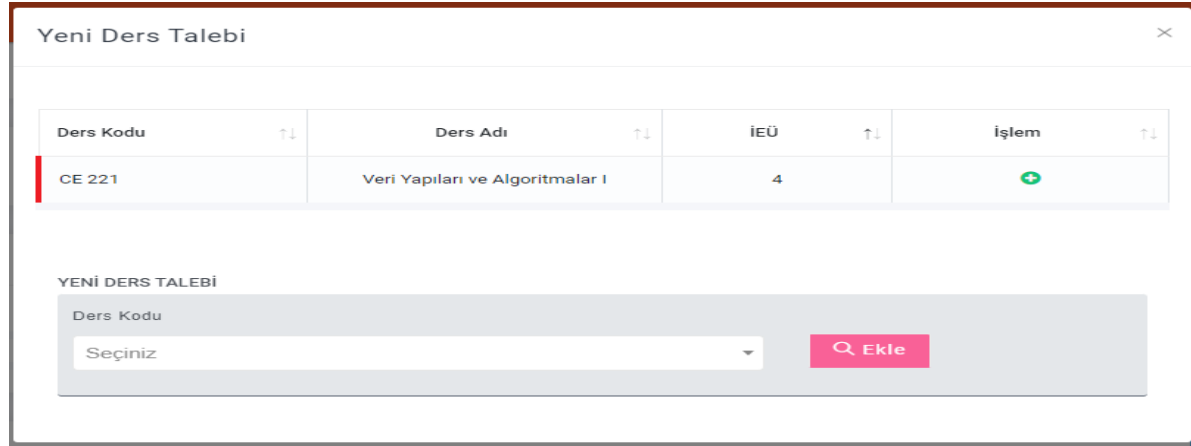 Yeni Ders Talebi
Ders Kodu Ders Adı İEÜ İşlem
CE 221 Veri Yapıları ve Algoritmalar I 4
YENİ DERS TALEBİ
Ders Kodu
Seçiniz Ekle